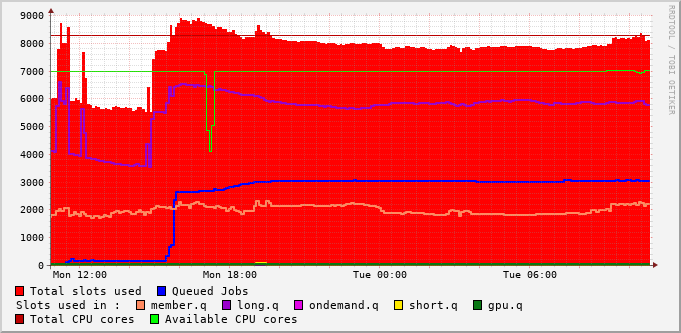 9000
8000
7000
6000
5000
4000
3000
2000
1000
0
Mon 12:00 Mon 18:00 Tue 00:00 Tue 06:00
RRDTOOL / TOBI OETIKER
Total slots used Queued Jobs
Slots used in : member.q long.q ondemand.q short.q gpu.q
Total CPU cores Available CPU cores